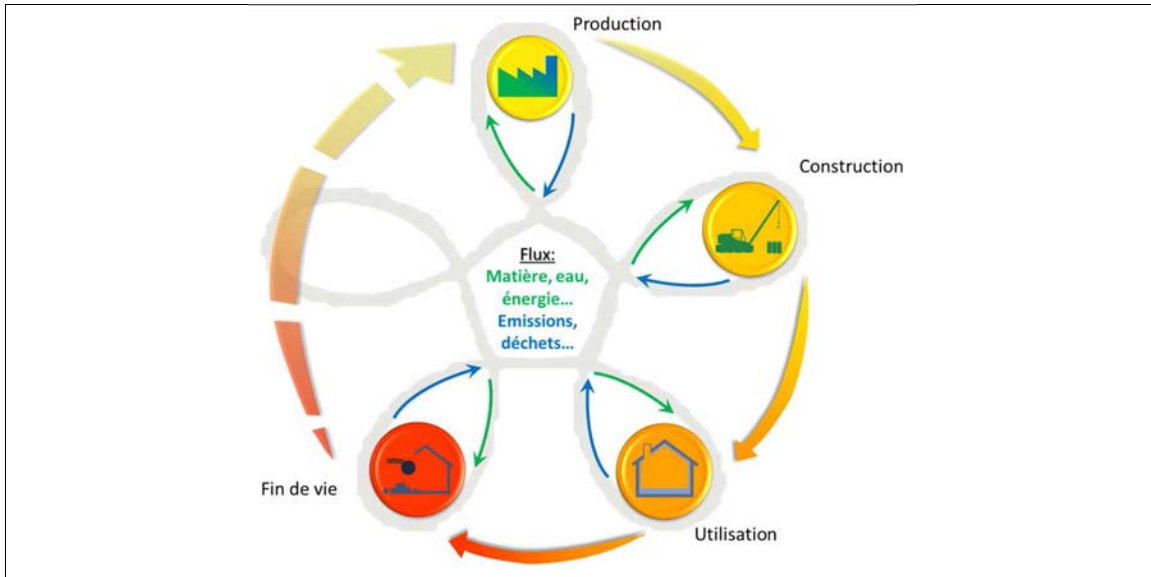 Production
Construction
Flux:
Matière, eau,
énergie...
Emissions,
déchets...
Fin de vie
Utilisation